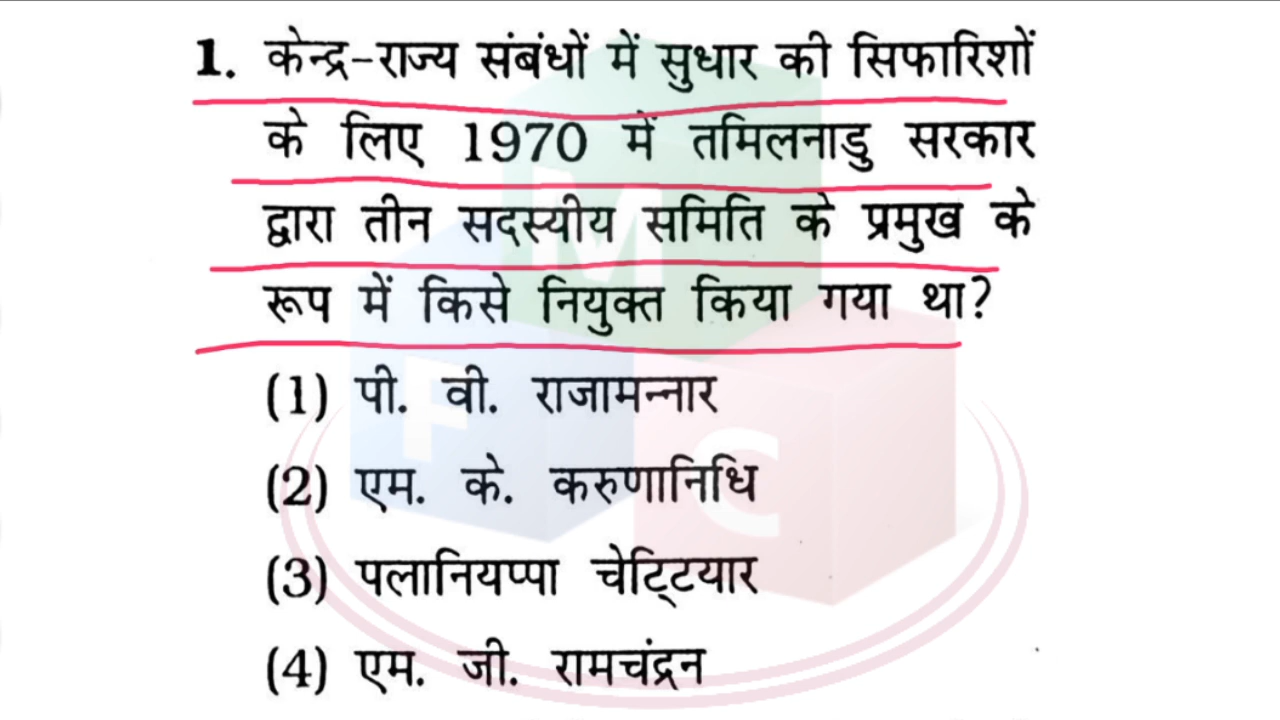 1. केन्द्र-राज्य संबंधों में सुधार की सिफारिशों
के लिए 1970 में तमिलनाडु सरकार
द्वारा तीन सदस्यीय समिति के प्रमुख के
रूप में किसे नियुक्त किया गया था?
(1) पी. वी. राजामन्नार
(2) एम. के. करुणानिधि
(3) पलानियप्पा चेट्टियार
(4) एम. जी. रामचंद्रन
M
F
C